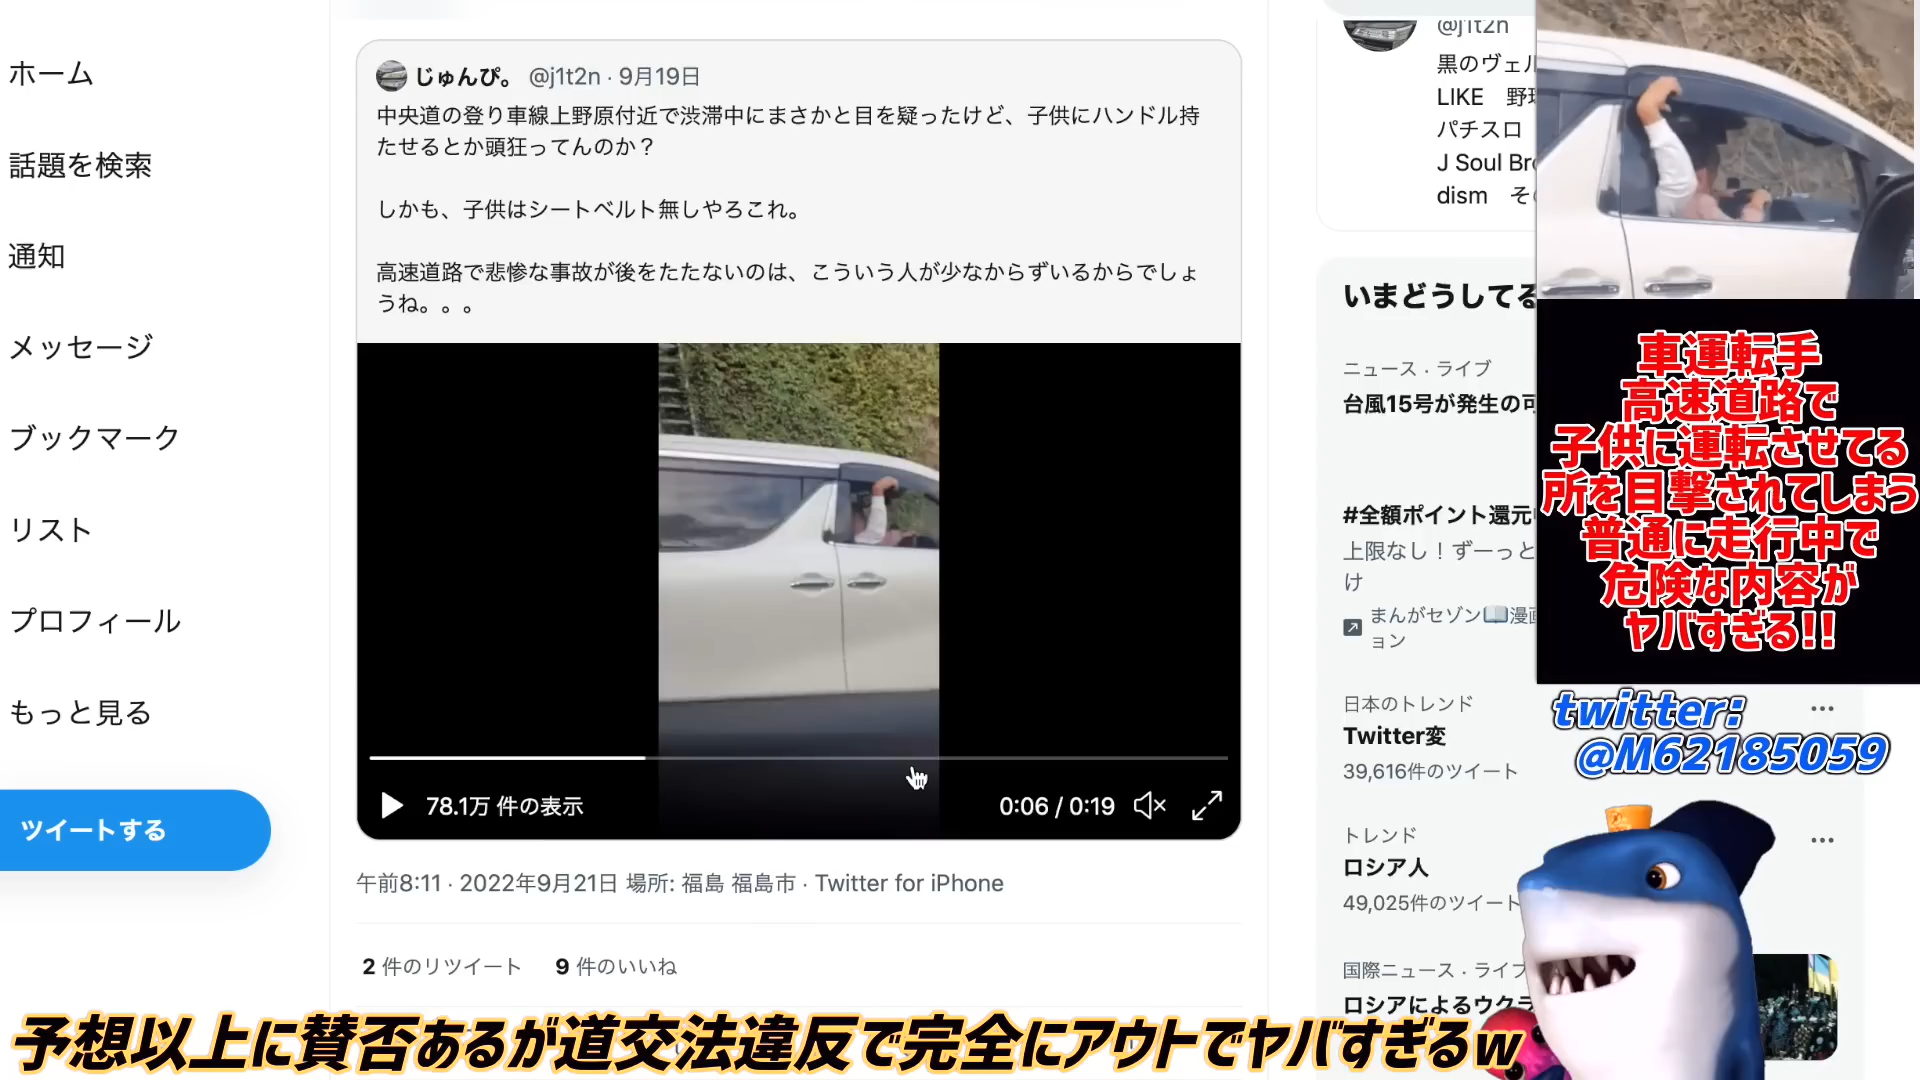 ホーム
話題を検索
通知
メッセージ
ブックマーク
リスト
プロフィール
もっと見る
ツイートする
じゅんぴ。 @j1t2n · 9月19日
中央道の登り車線上野原付近で渋滞中にまさかと目を疑ったけど、子供にハンドル持
たせるとか頭狂ってんのか？
しかも、子供はシートベルト無しやろこれ。
高速道路で悲惨な事故が後をたたないのは、こういう人が少なからずいるからでしょ
うね。。。
78.1万 件の表示
0:06 / 0:19
午前8:11 · 2022年9月21日 場所: 福島 福島市 · Twitter for iPhone
2 件のリツイート 9 件のいいね
@j1t2n
黒のヴェル
LIKE 野球
パチスロ
J Soul Bro
dism その
いまどうしてる
ニュース · ライブ
台風15号が発生の可
#全額ポイント還元
上限なし！ずーっと
け
まんがセゾン📖漫画
ョン
日本のトレンド
Twitter変
39,616件のツイート
トレンド
ロシア人
49,025件のツイート
国際ニュース · ライブ
ロシアによるウクラ
車運転手
高速道路で
子供に運転させてる
所を目撃されてしまう
普通に走行中で
危険な内容が
ヤバすぎる!!
twitter:
@M62185059
予想以上に賛否あるが道交法違反で完全にアウトでヤバすぎるw